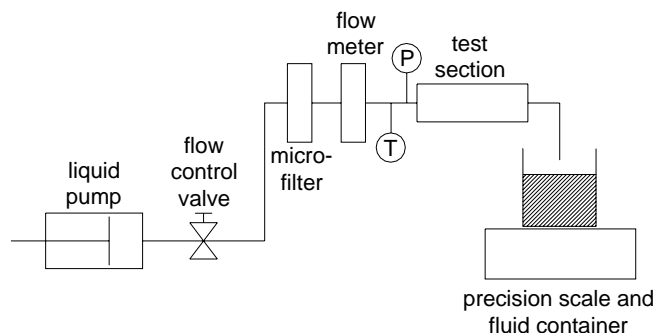 flow
meter
P
test
section
T
micro-
filter
flow
control
valve
liquid
pump
precision scale and
fluid container